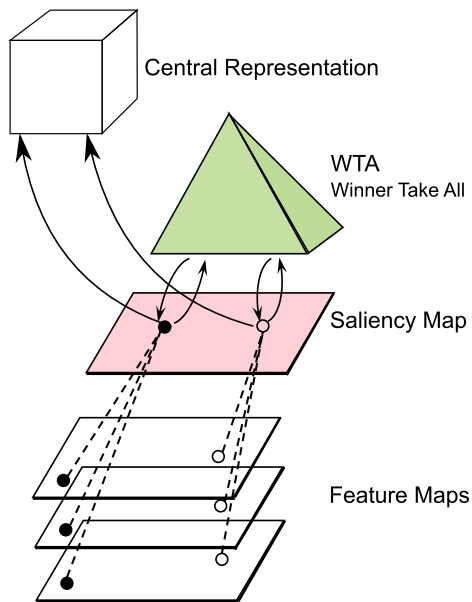 Central Representation
WTA
Winner Take All
Saliency Map
Feature Maps